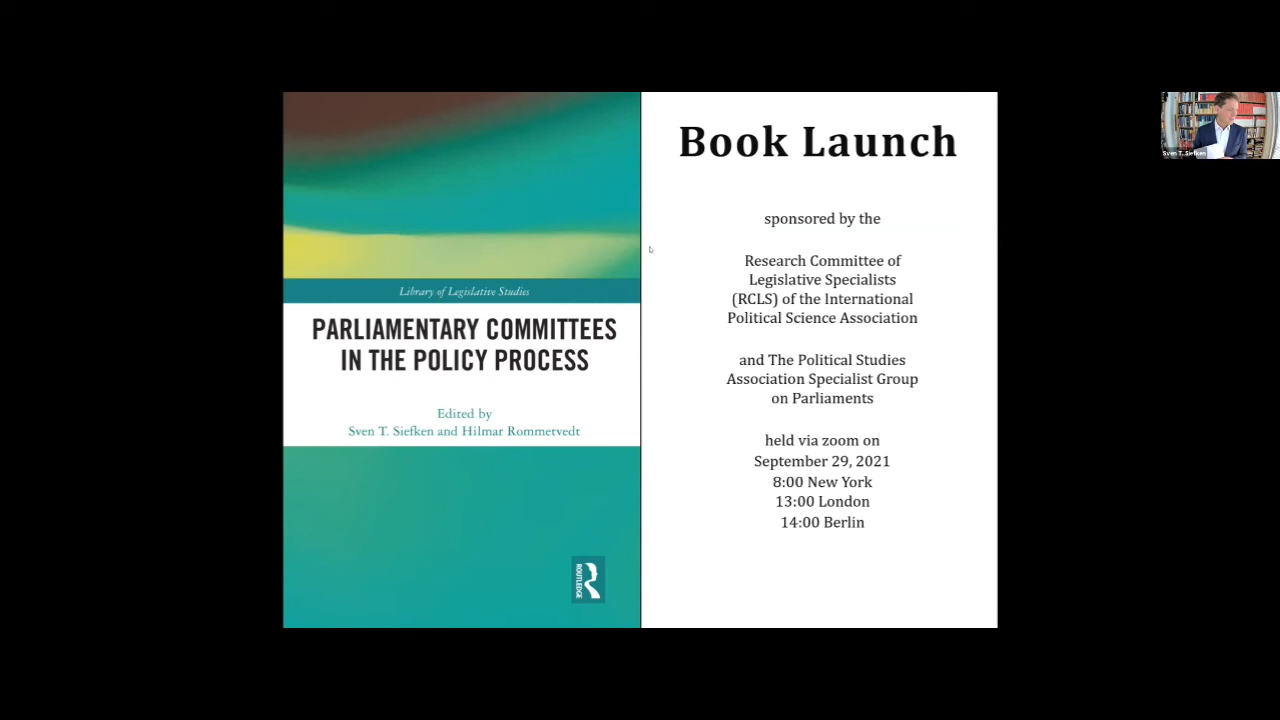 Library of Legislative Studies
PARLIAMENTARY COMMITTEES
IN THE POLICY PROCESS
Edited by
Sven T. Siefken and Hilmar Rommetvedt
ROUTLEDGE
Book Launch
sponsored by the
Research Committee of
Legislative Specialists
(RCLS) of the International
Political Science Association
and The Political Studies
Association Specialist Group
on Parliaments
held via zoom on
September 29, 2021
8:00 New York
13:00 London
14:00 Berlin
Sven T. Siefken